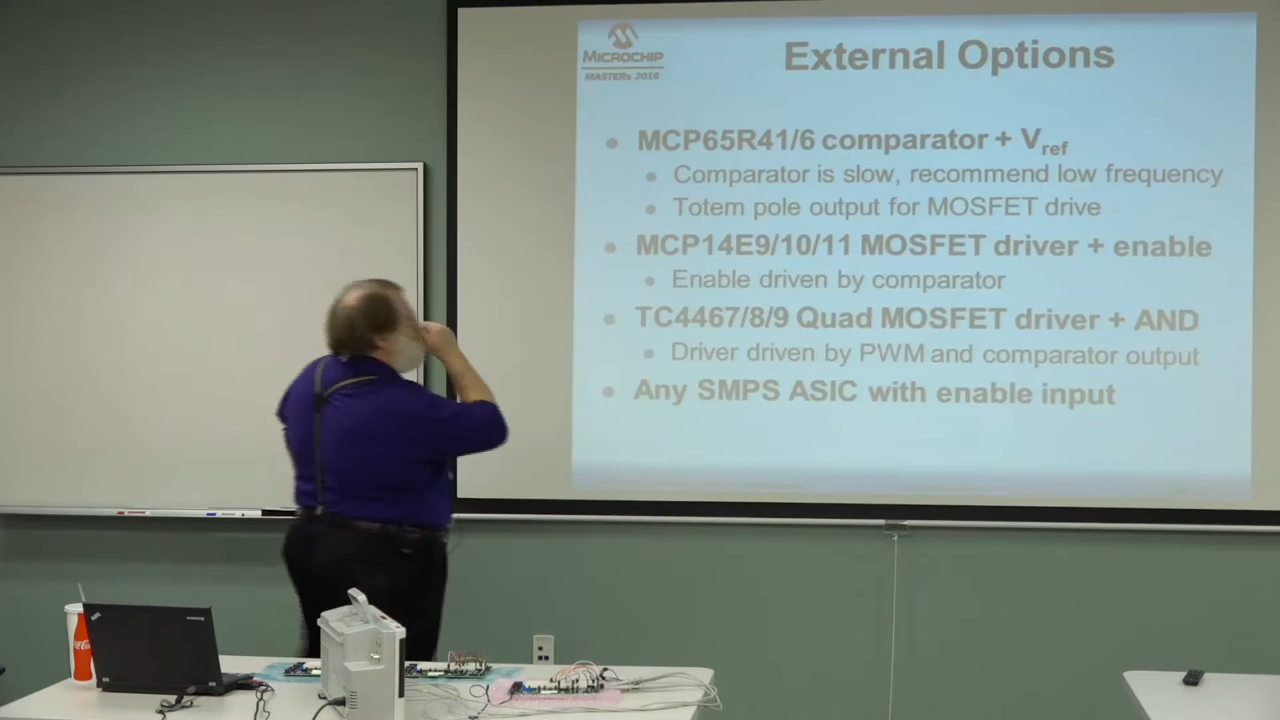 MICROCHIP
MASTERs 2016
External Options
MCP65R41/6 comparator + Vref
Comparator is slow, recommend low frequency
Totem pole output for MOSFET drive
MCP14E9/10/11 MOSFET driver + enable
Enable driven by comparator
TC4467/8/9 Quad MOSFET driver + AND
Driver driven by PWM and comparator output
Any SMPS ASIC with enable input